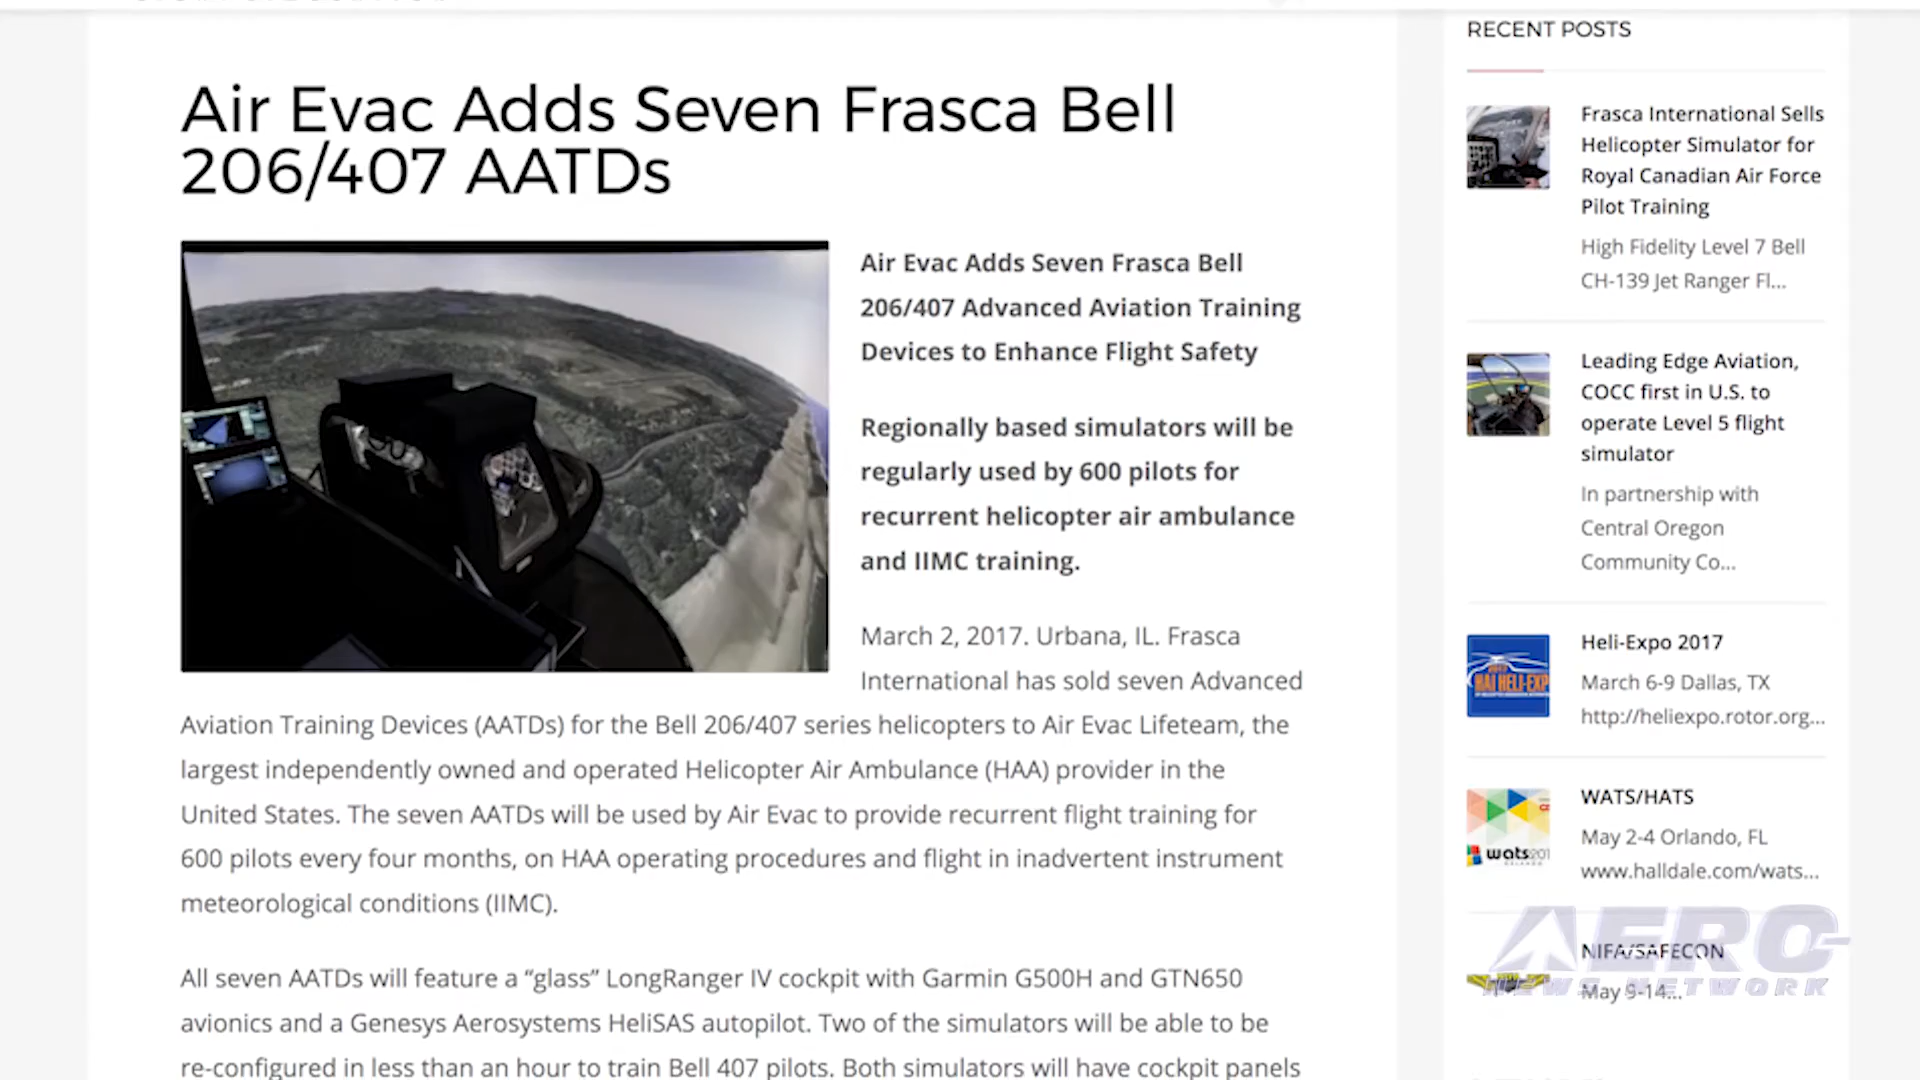 Air Evac Adds Seven Frasca Bell
206/407 AATDs
Air Evac Adds Seven Frasca Bell
206/407 Advanced Aviation Training
Devices to Enhance Flight Safety
Regionally based simulators will be
regularly used by 600 pilots for
recurrent helicopter air ambulance
and IIMC training.
March 2, 2017. Urbana, IL. Frasca
International has sold seven Advanced
Aviation Training Devices (AATDs) for the Bell 206/407 series helicopters to Air Evac Lifeteam, the
largest independently owned and operated Helicopter Air Ambulance (HAA) provider in the
United States. The seven AATDs will be used by Air Evac to provide recurrent flight training for
600 pilots every four months, on HAA operating procedures and flight in inadvertent instrument
meteorological conditions (IIMC).
All seven AATDs will feature a “glass” LongRanger IV cockpit with Garmin G500H and GTN650
avionics and a Genesys Aerosystems HeliSAS autopilot. Two of the simulators will be able to be
re-configured in less than an hour to train Bell 407 pilots. Both simulators will have cockpit panels
RECENT POSTS
Frasca International Sells
Helicopter Simulator for
Royal Canadian Air Force
Pilot Training
High Fidelity Level 7 Bell
CH-139 Jet Ranger Fl...
Leading Edge Aviation,
COCC first in U.S. to
operate Level 5 flight
simulator
In partnership with
Central Oregon
Community Co...
HAI HELI-EXP
Heli-Expo 2017
March 6-9 Dallas, TX
http://heliexpo.rotor.org...
wats201
WATS/HATS
May 2-4 Orlando, FL
www.halldale.com/wats...
NIFA/SAFECON
May 9-14...
AERO-
NEWS NETWORK